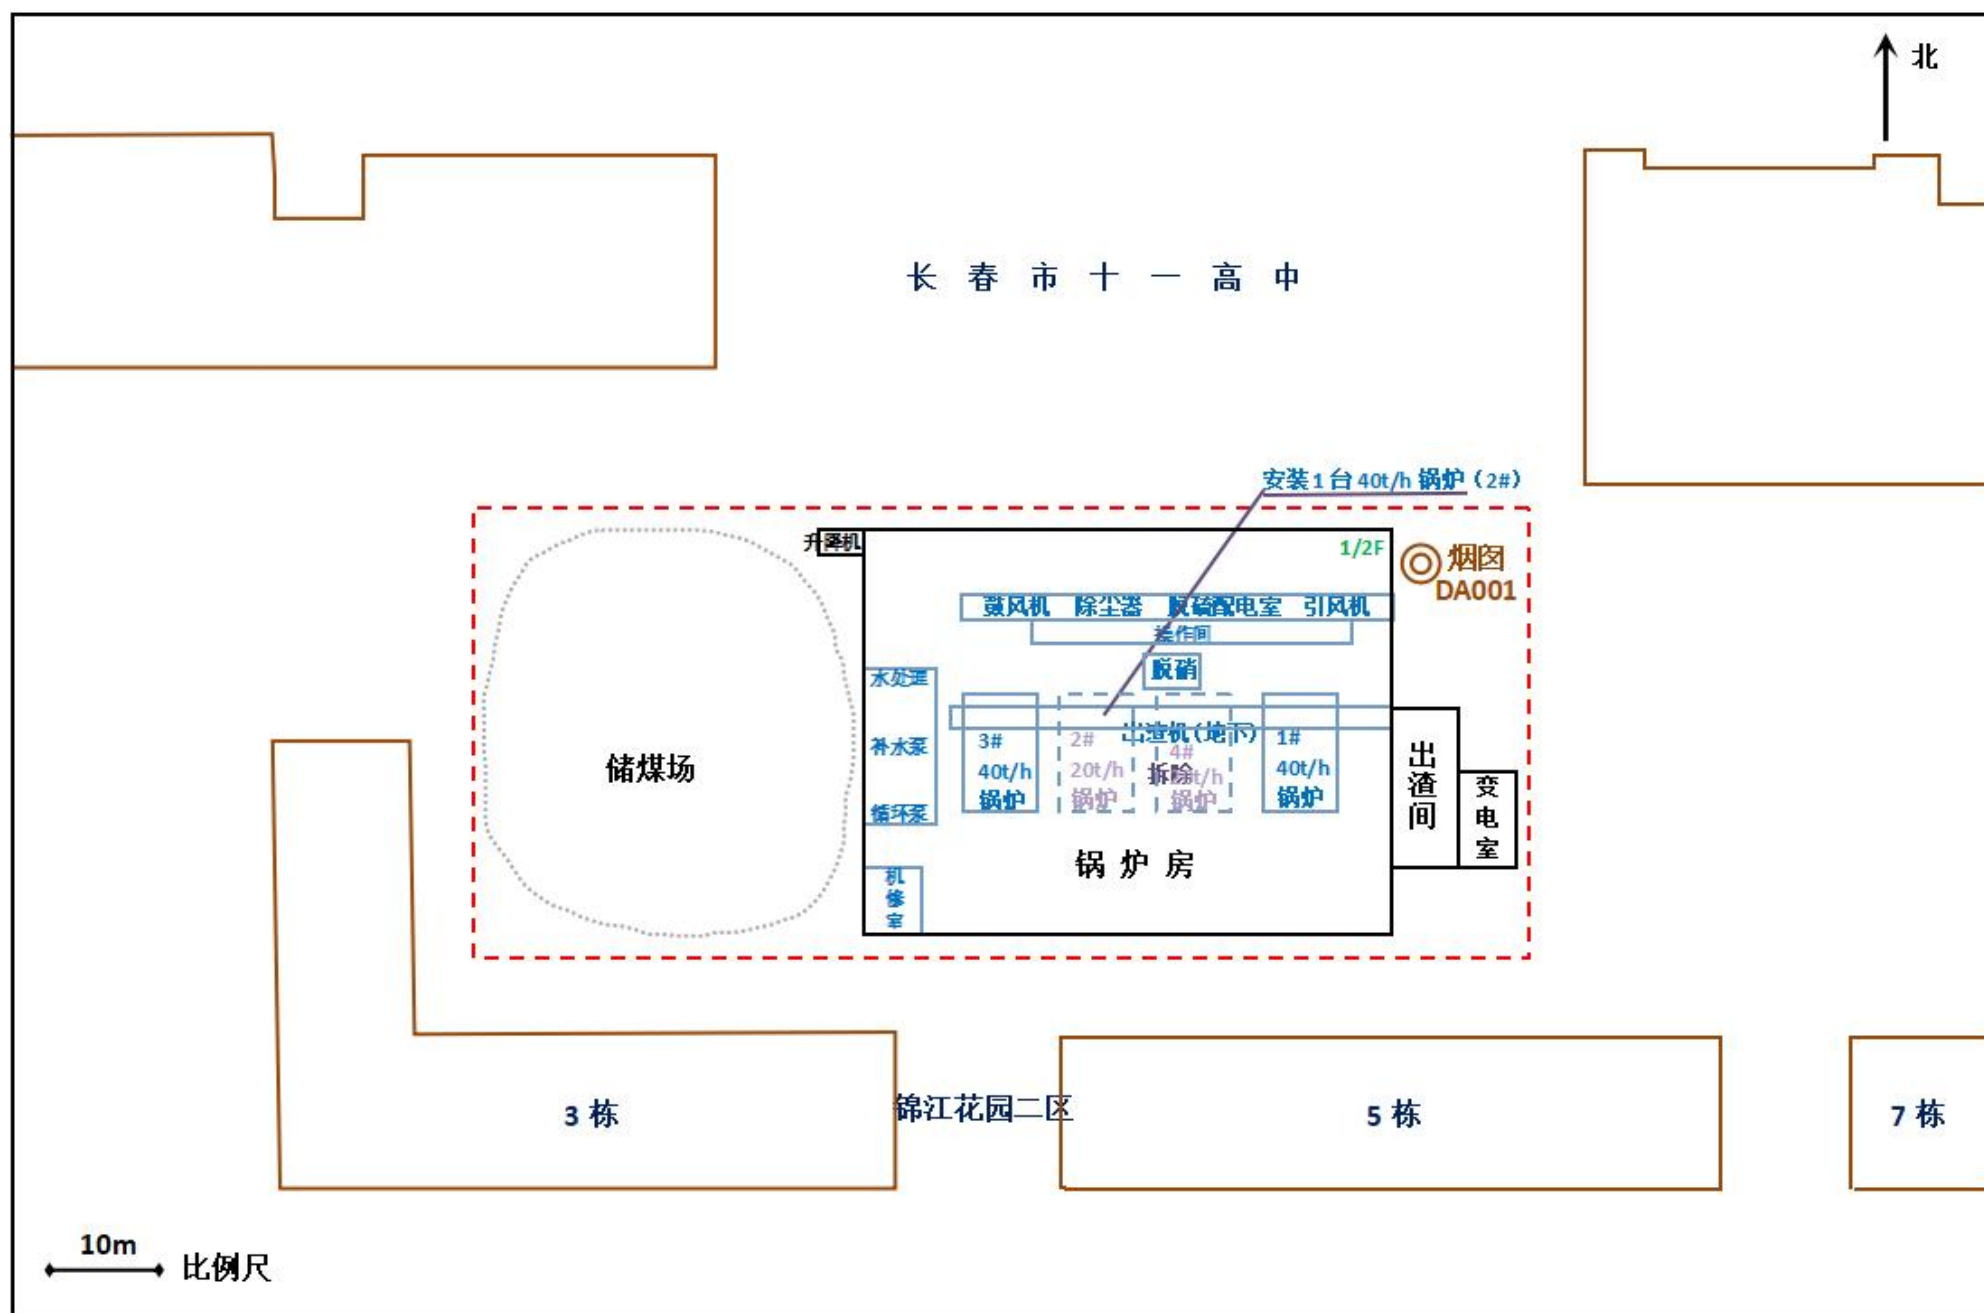 北
长春市十一高中
安装1台40t/h锅炉（2#）
升降机
1/2F
烟囱
DA001
鼓风机 除尘器 脱硫配电室 引风机
操作间
脱硝
水处理
补水泵
循环泵
机修室
出渣机(地下)
3#
40t/h
锅炉
2#
20t/h
锅炉
4#
t/h
锅炉
拆除
1#
40t/h
锅炉
储煤场
锅炉房
出渣间
变电室
3栋
锦江花园二区
5栋
7栋
10m
比例尺